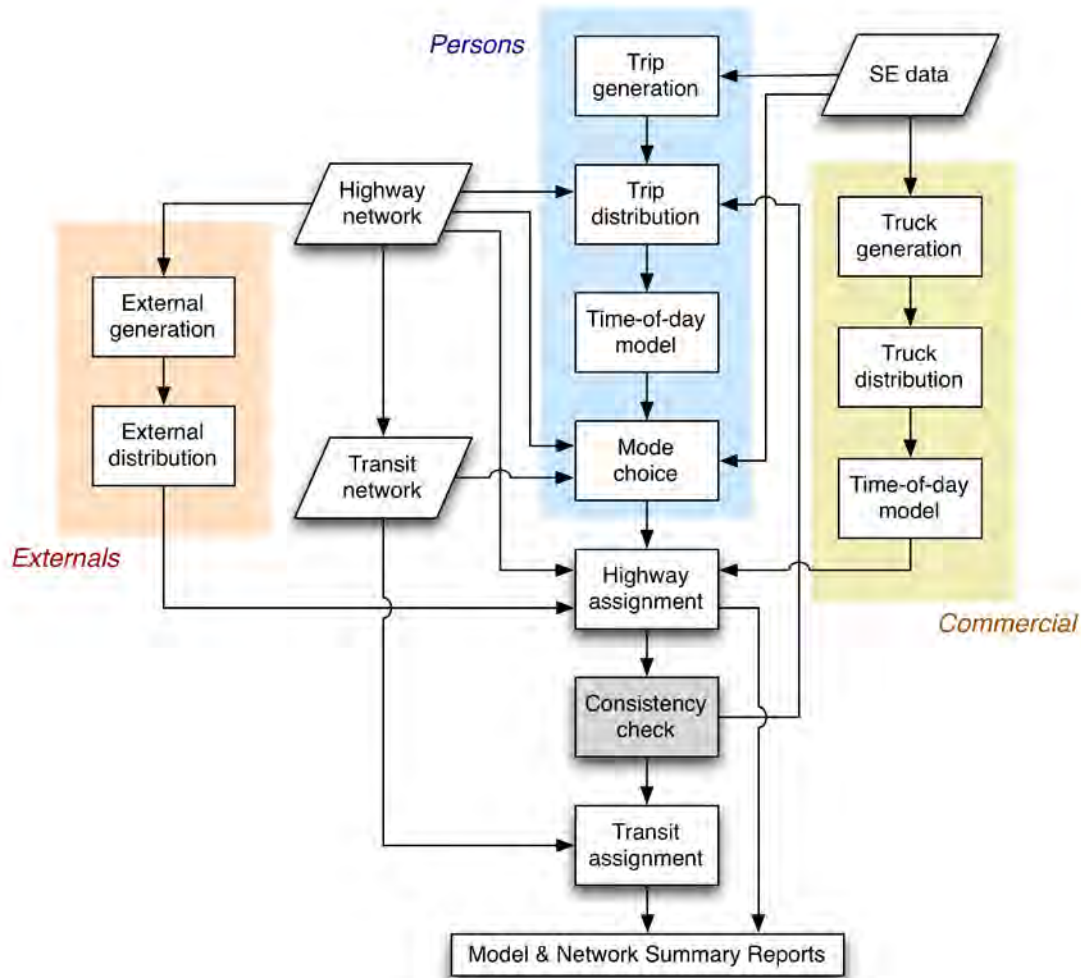 Persons
Trip
generation
SE data
Highway
network
Trip
distribution
Truck
generation
External
generation
Time-of-day
model
Truck
distribution
External
distribution
Transit
network
Mode
choice
Time-of-day
model
Externals
Highway
assignment
Commercial
Consistency
check
Transit
assignment
Model & Network Summary Reports